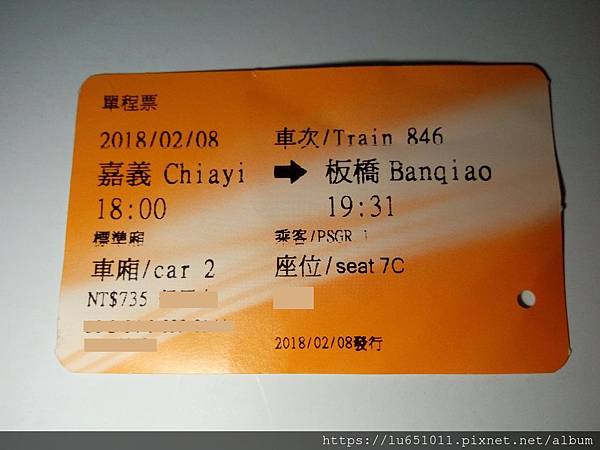 單程票
2018/02/08 車次/Train 846
嘉義 Chiayi ➡ 板橋 Banqiao
18:00 19:31
標準廂 乘客/PSGR 1
車廂/car 2 座位/seat 7C
NT$735
2018/02/08發行
https://lu651011.pixnet.net/album